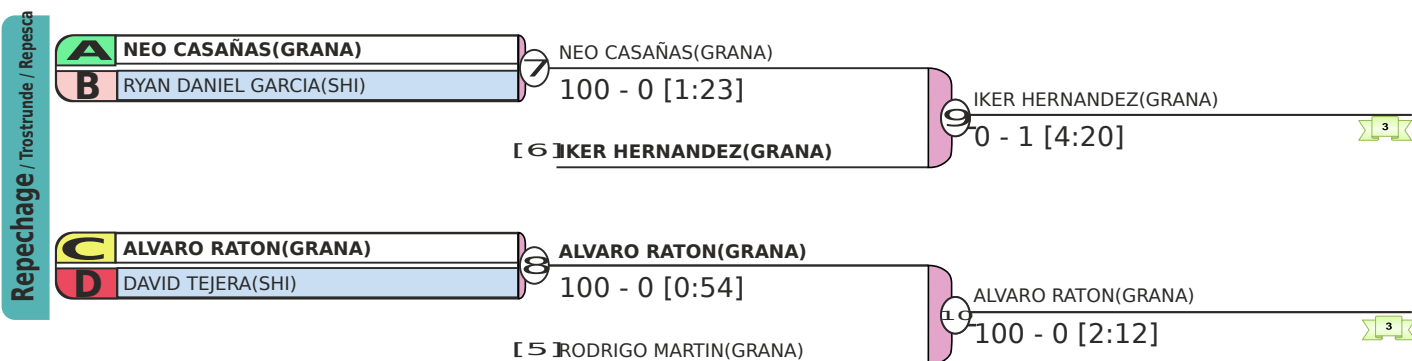 Repechage / Trostrunde / Repesca
A NEO CASAÑAS(GRANA)
B RYAN DANIEL GARCIA(SHI)
7
NEO CASAÑAS(GRANA)
100 - 0 [1:23]
[6] IKER HERNANDEZ(GRANA)
9
IKER HERNANDEZ(GRANA)
0 - 1 [4:20]
3
C ALVARO RATON(GRANA)
D DAVID TEJERA(SHI)
8
ALVARO RATON(GRANA)
100 - 0 [0:54]
[5] RODRIGO MARTIN(GRANA)
10
ALVARO RATON(GRANA)
100 - 0 [2:12]
3